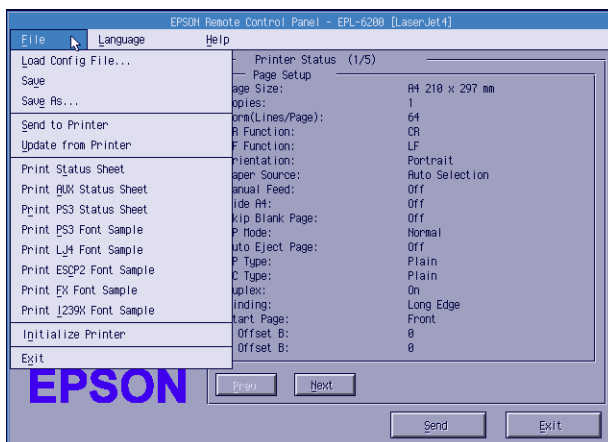 EPSON Remote Control Panel - EPL-6200 [LaserJet4]
File Language Help
Load Config File...
Save
Save As...
Send to Printer
Update from Printer
Print Status Sheet
Print AUX Status Sheet
Print PS3 Status Sheet
Print PS3 Font Sample
Print LJ4 Font Sample
Print ESCP2 Font Sample
Print FX Font Sample
Print I239X Font Sample
Initialize Printer
Exit
Printer Status (1/5)
Page Setup
age Size: A4 210 x 297 mm
opies: 1
orm(Lines/Page): 64
R Function: CR
F Function: LF
rientation: Portrait
aper Source: Auto Selection
anual Feed: Off
ide A4: Off
kip Blank Page: Off
P Mode: Normal
uto Eject Page: Off
P Type: Plain
C Type: Plain
uplex: On
inding: Long Edge
tart Page: Front
Offset B: 0
Offset B: 0
EPSON
Prev Next
Send Exit